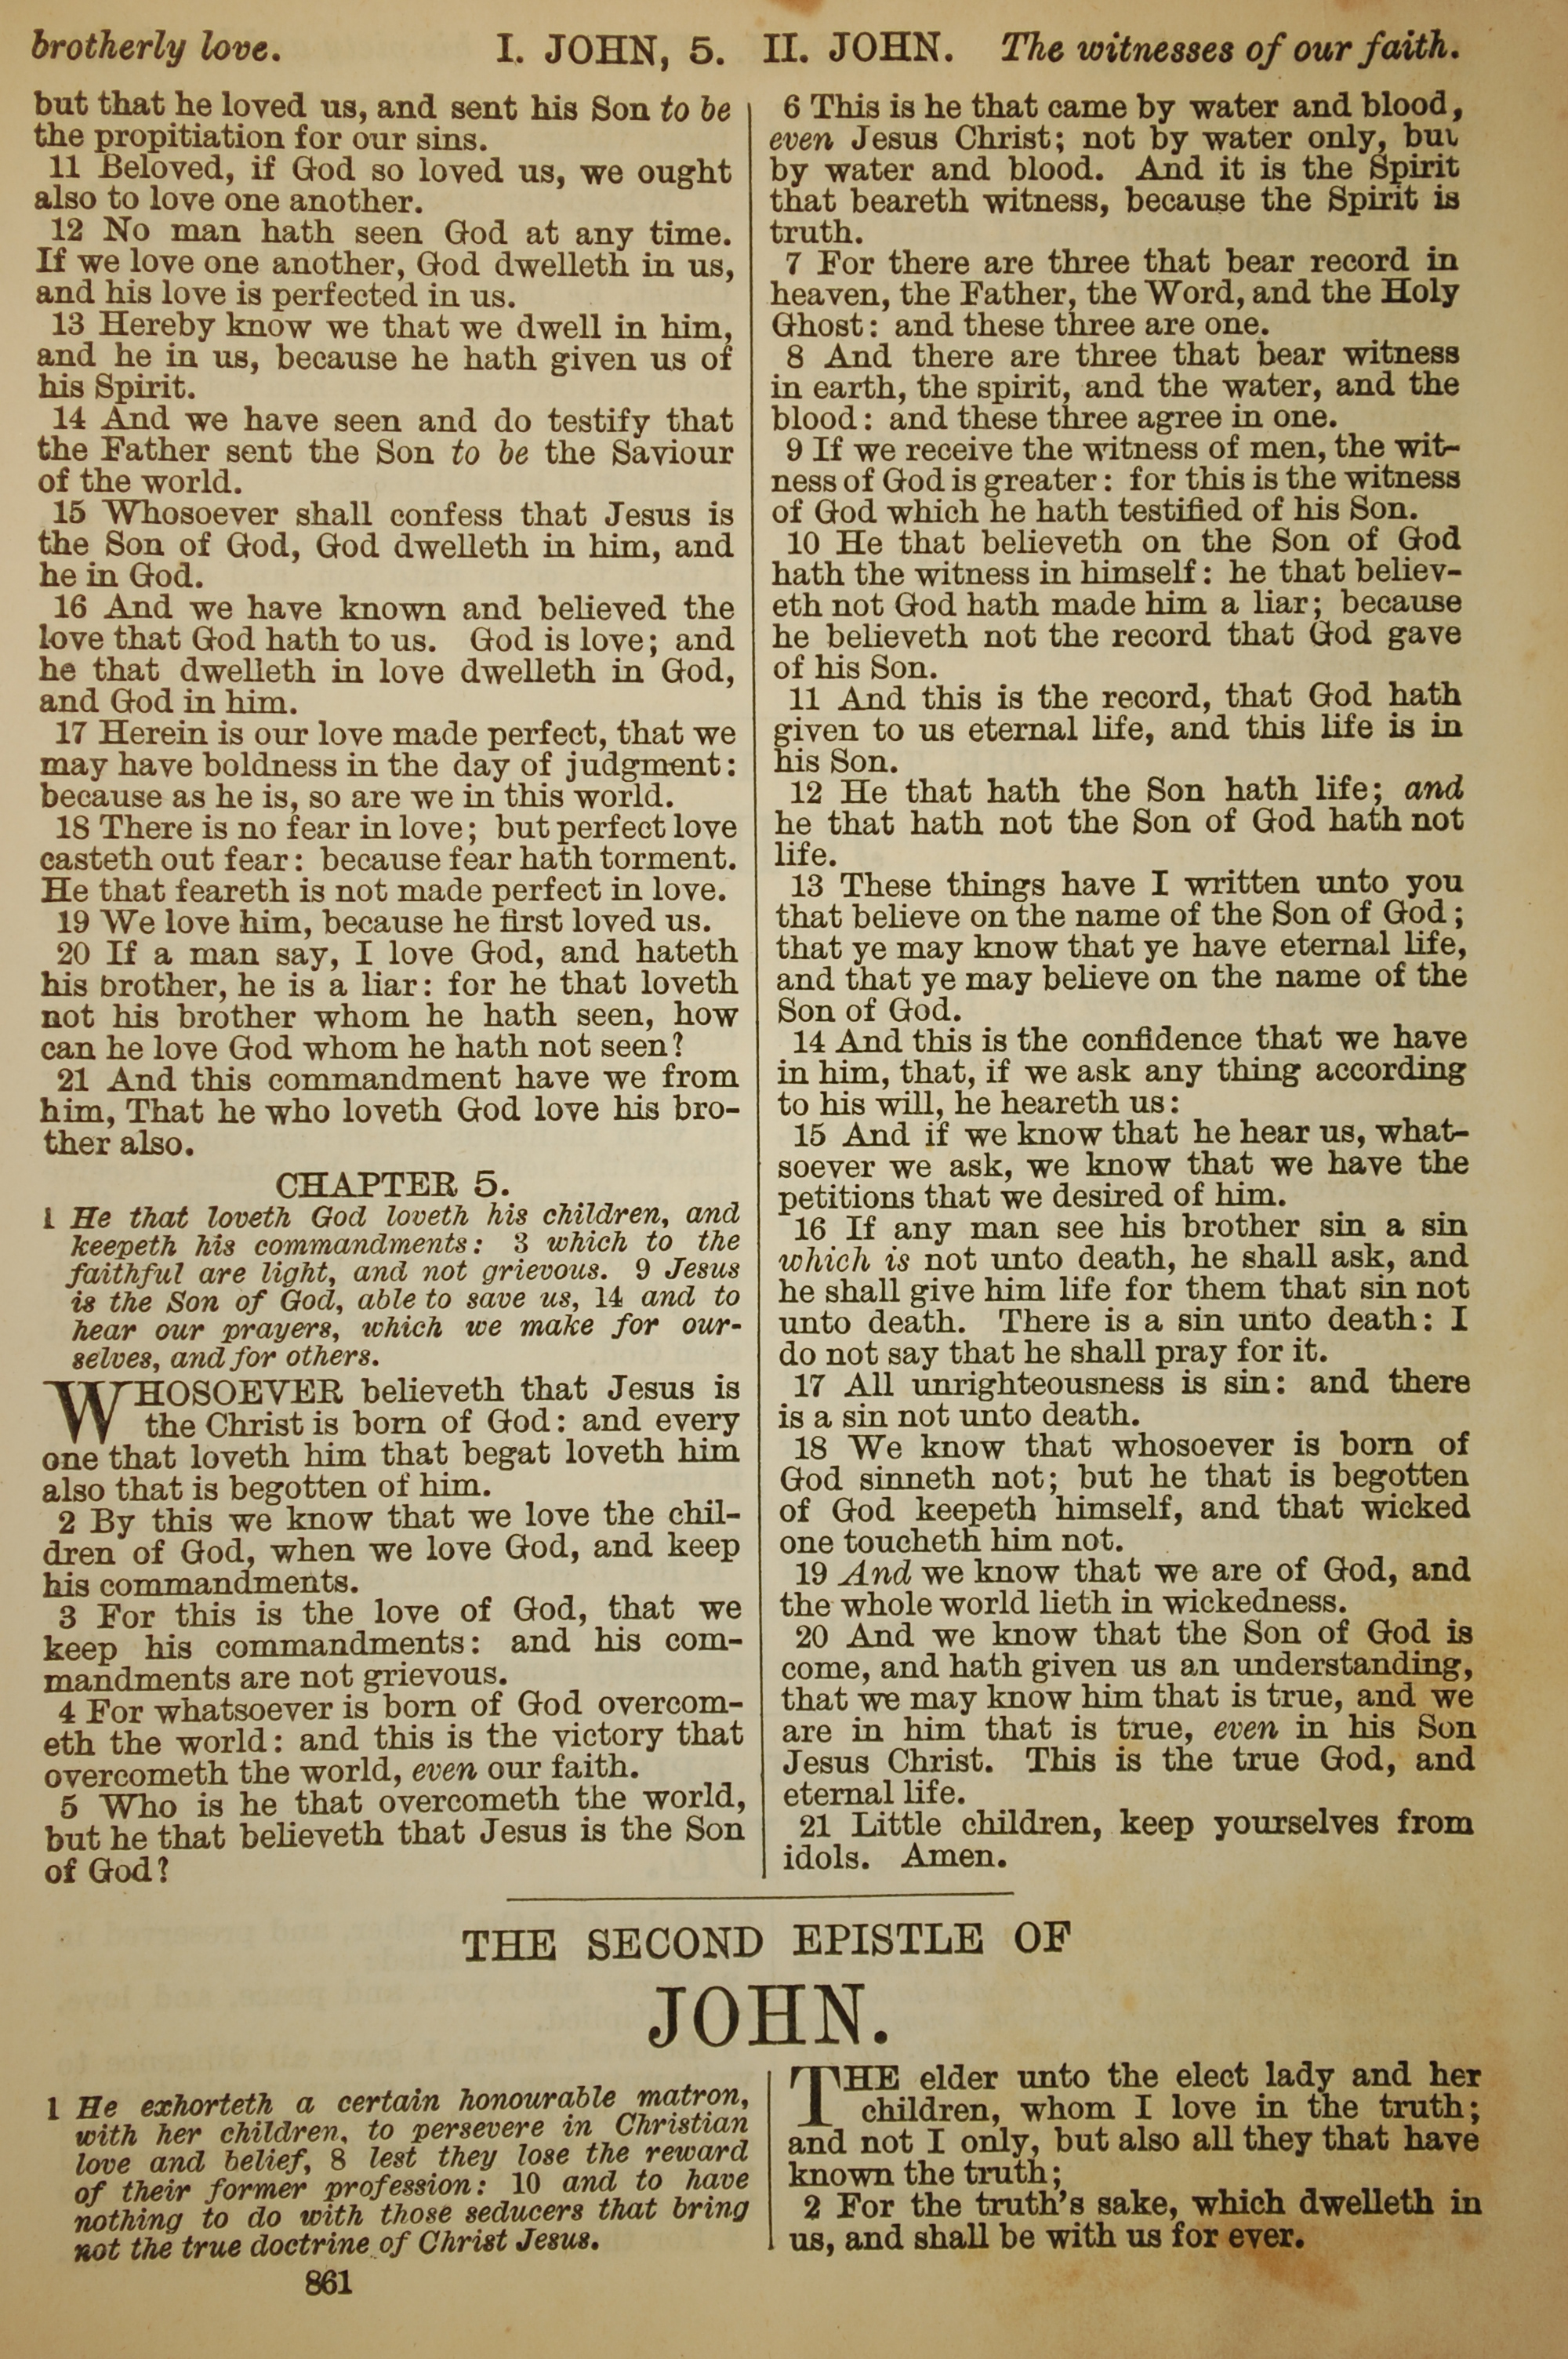 brotherly love. I. JOHN, 5. II. JOHN. The witnesses of our faith.
but that he loved us, and sent his Son to be
the propitiation for our sins.
11 Beloved, if God so loved us, we ought
also to love one another.
12 No man hath seen God at any time.
If we love one another, God dwelleth in us,
and his love is perfected in us.
13 Hereby know we that we dwell in him,
and he in us, because he hath given us of
his Spirit.
14 And we have seen and do testify that
the Father sent the Son to be the Saviour
of the world.
15 Whosoever shall confess that Jesus is
the Son of God, God dwelleth in him, and
he in God.
16 And we have known and believed the
love that God hath to us. God is love; and
he that dwelleth in love dwelleth in God,
and God in him.
17 Herein is our love made perfect, that we
may have boldness in the day of judgment:
because as he is, so are we in this world.
18 There is no fear in love; but perfect love
casteth out fear: because fear hath torment.
He that feareth is not made perfect in love.
19 We love him, because he first loved us.
20 If a man say, I love God, and hateth
his brother, he is a liar: for he that loveth
not his brother whom he hath seen, how
can he love God whom he hath not seen?
21 And this commandment have we from
him, That he who loveth God love his bro-
ther also.
CHAPTER 5.
1 He that loveth God loveth his children, and
keepeth his commandments: 3 which to the
faithful are light, and not grievous. 9 Jesus
is the Son of God, able to save us, 14 and to
hear our prayers, which we make for our-
selves, and for others.
WHOSOEVER believeth that Jesus is
the Christ is born of God: and every
one that loveth him that begat loveth him
also that is begotten of him.
2 By this we know that we love the chil-
dren of God, when we love God, and keep
his commandments.
3 For this is the love of God, that we
keep his commandments: and his com-
mandments are not grievous.
4 For whatsoever is born of God overcom-
eth the world: and this is the victory that
overcometh the world, even our faith.
5 Who is he that overcometh the world,
but he that believeth that Jesus is the Son
of God?
6 This is he that came by water and blood,
even Jesus Christ; not by water only, but
by water and blood. And it is the Spirit
that beareth witness, because the Spirit is
truth.
7 For there are three that bear record in
heaven, the Father, the Word, and the Holy
Ghost: and these three are one.
8 And there are three that bear witness
in earth, the spirit, and the water, and the
blood: and these three agree in one.
9 If we receive the witness of men, the wit-
ness of God is greater: for this is the witness
of God which he hath testified of his Son.
10 He that believeth on the Son of God
hath the witness in himself: he that believ-
eth not God hath made him a liar; because
he believeth not the record that God gave
of his Son.
11 And this is the record, that God hath
given to us eternal life, and this life is in
his Son.
12 He that hath the Son hath life; and
he that hath not the Son of God hath not
life.
13 These things have I written unto you
that believe on the name of the Son of God;
that ye may know that ye have eternal life,
and that ye may believe on the name of the
Son of God.
14 And this is the confidence that we have
in him, that, if we ask any thing according
to his will, he heareth us:
15 And if we know that he hear us, what-
soever we ask, we know that we have the
petitions that we desired of him.
16 If any man see his brother sin a sin
which is not unto death, he shall ask, and
he shall give him life for them that sin not
unto death. There is a sin unto death: I
do not say that he shall pray for it.
17 All unrighteousness is sin: and there
is a sin not unto death.
18 We know that whosoever is born of
God sinneth not; but he that is begotten
of God keepeth himself, and that wicked
one toucheth him not.
19 And we know that we are of God, and
the whole world lieth in wickedness.
20 And we know that the Son of God is
come, and hath given us an understanding,
that we may know him that is true, and we
are in him that is true, even in his Son
Jesus Christ. This is the true God, and
eternal life.
21 Little children, keep yourselves from
idols. Amen.
THE SECOND EPISTLE OF
JOHN.
1 He exhorteth a certain honourable matron,
with her children, to persevere in Christian
love and belief, 8 lest they lose the reward
of their former profession: 10 and to have
nothing to do with those seducers that bring
not the true doctrine of Christ Jesus.
THE elder unto the elect lady and her
children, whom I love in the truth;
and not I only, but also all they that have
known the truth;
2 For the truth's sake, which dwelleth in
us, and shall be with us for ever.
861